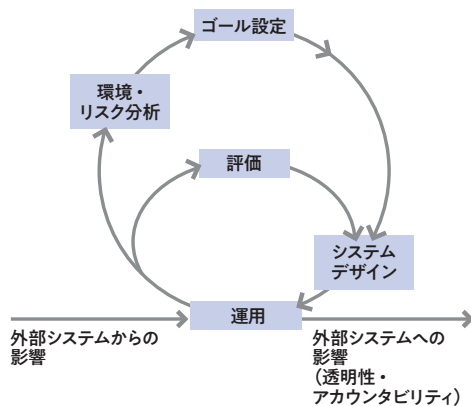 ゴール設定
環境・
リスク分析
評価
システム
デザイン
運用
外部システムからの
影響
外部システムへの
影響
（透明性・
アカウンタビリティ）